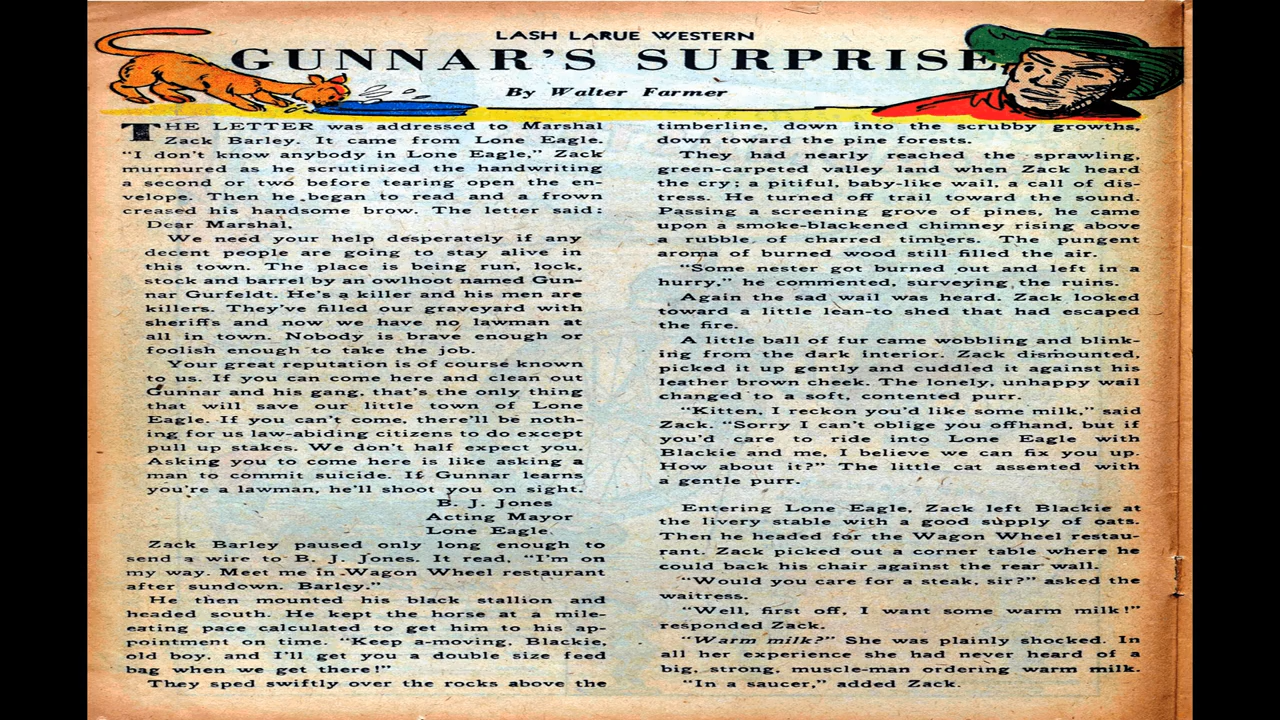 LASH LARUE WESTERN
GUNNAR'S SURPRISE
By Walter Farmer
THE LETTER was addressed to Marshal
Zack Barley. It came from Lone Eagle.
"I don't know anybody in Lone Eagle," Zack
murmured as he scrutinized the handwriting
a second or two before tearing open the en-
velope. Then he began to read and a frown
creased his handsome brow. The letter said:
Dear Marshal,
We need your help desperately if any
decent people are going to stay alive in
this town. The place is being run, lock,
stock and barrel by an owlhoot named Gun-
nar Gurfeldt. He's a killer and his men are
killers. They've filled our graveyard with
sheriffs and now we have no lawman at
all in town. Nobody is brave enough or
foolish enough to take the job.
Your great reputation is of course known
to us. If you can come here and clean out
Gunnar and his gang, that's the only thing
that will save our little town of Lone
Eagle. If you can't come, there'll be noth-
ing for us law-abiding citizens to do except
pull up stakes. We don't half expect you.
Asking you to come here is like asking a
man to commit suicide. If Gunnar learns
you're a lawman, he'll shoot you on sight.
B. J. Jones
Acting Mayor
Lone Eagle.
Zack Barley paused only long enough to
send a wire to B. J. Jones. It read, "I'm on
my way. Meet me in Wagon Wheel restaurant
after sundown. Barley."
He then mounted his black stallion and
headed south. He kept the horse at a mile-
eating pace calculated to get him to his ap-
pointment on time. "Keep a-moving, Blackie,
old boy, and I'll get you a double size feed
bag when we get there!"
They sped swiftly over the rocks above the
timberline, down into the scrubby growths,
down toward the pine forests.
They had nearly reached the sprawling,
green-carpeted valley land when Zack heard
the cry; a pitiful, baby-like wail, a call of dis-
tress. He turned off trail toward the sound.
Passing a screening grove of pines, he came
upon a smoke-blackened chimney rising above
a rubble of charred timbers. The pungent
aroma of burned wood still filled the air.
"Some nester got burned out and left in a
hurry," he commented, surveying the ruins.
Again the sad wail was heard. Zack looked
toward a little lean-to shed that had escaped
the fire.
A little ball of fur came wobbling and blink-
ing from the dark interior. Zack dismounted,
picked it up gently and cuddled it against his
leather brown cheek. The lonely, unhappy wail
changed to a soft, contented purr.
"Kitten, I reckon you'd like some milk," said
Zack. "Sorry I can't oblige you offhand, but if
you'd care to ride into Lone Eagle with
Blackie and me, I believe we can fix you up.
How about it?" The little cat assented with
a gentle purr.
Entering Lone Eagle, Zack left Blackie at
the livery stable with a good supply of oats.
Then he headed for the Wagon Wheel restau-
rant. Zack picked out a corner table where he
could back his chair against the rear wall.
"Would you care for a steak, sir?" asked the
waitress.
"Well, first off, I want some warm milk!"
responded Zack.
"Warm milk?" She was plainly shocked. In
all her experience she had never heard of a
big, strong, muscle-man ordering warm milk.
"In a saucer," added Zack.